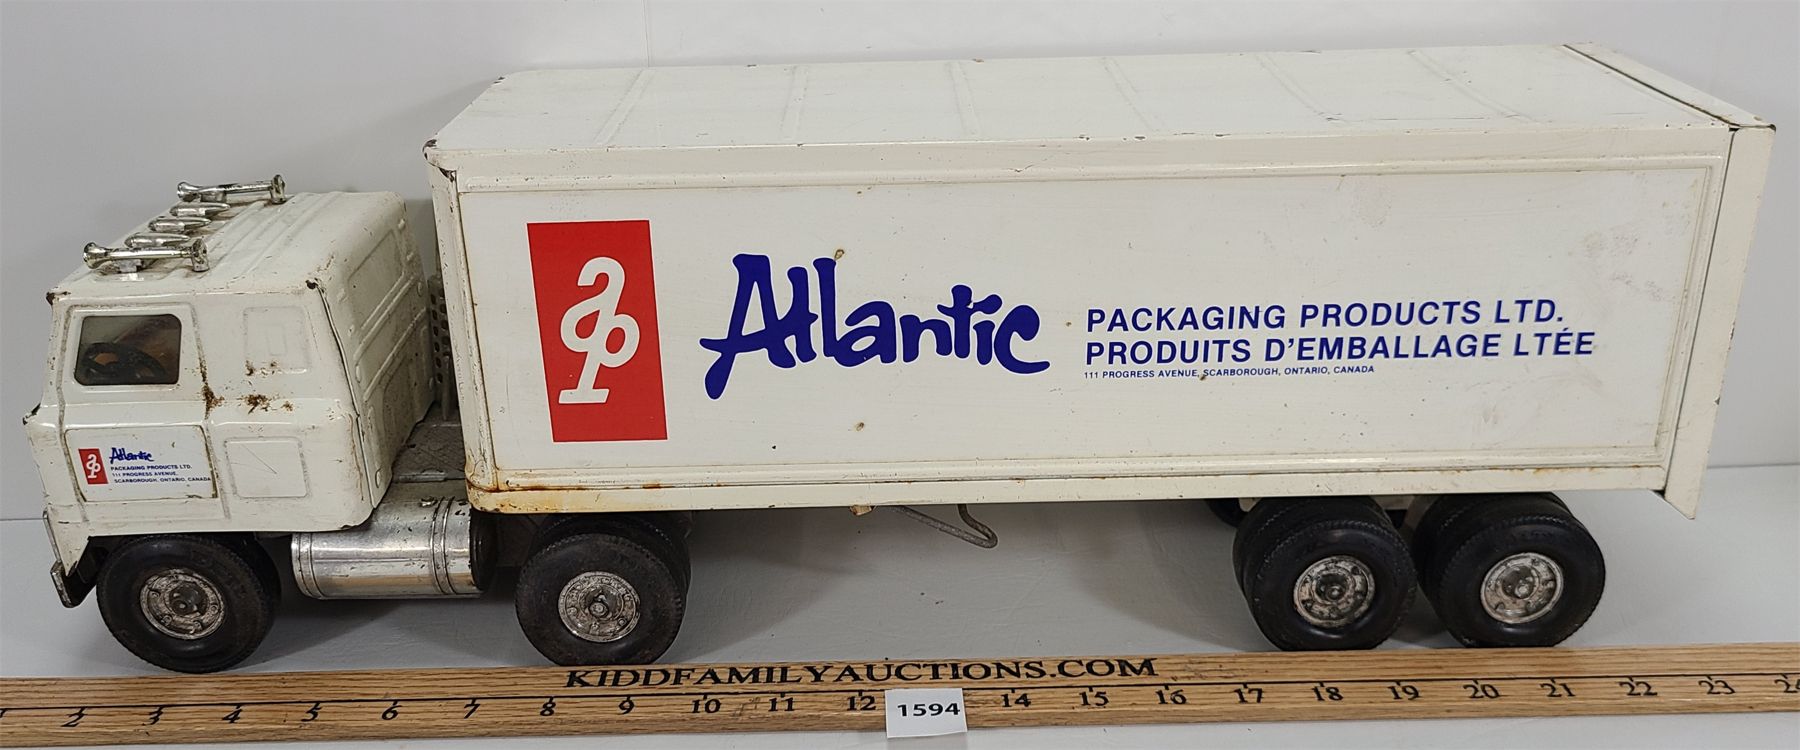 ap
Atlantic
PACKAGING PRODUCTS LTD.
PRODUITS D'EMBALLAGE LTÉE
111 PROGRESS AVENUE, SCARBOROUGH, ONTARIO, CANADA
ap
Atlantic
PACKAGING PRODUCTS LTD.
111 PROGRESS AVENUE,
SCARBOROUGH, ONTARIO, CANADA
KIDDFAMILYAUCTIONS.COM
1 2 3 4 5 6 7 8 9 10 11 12 14 15 16 17 18 19 20 21 22 23 24
1594